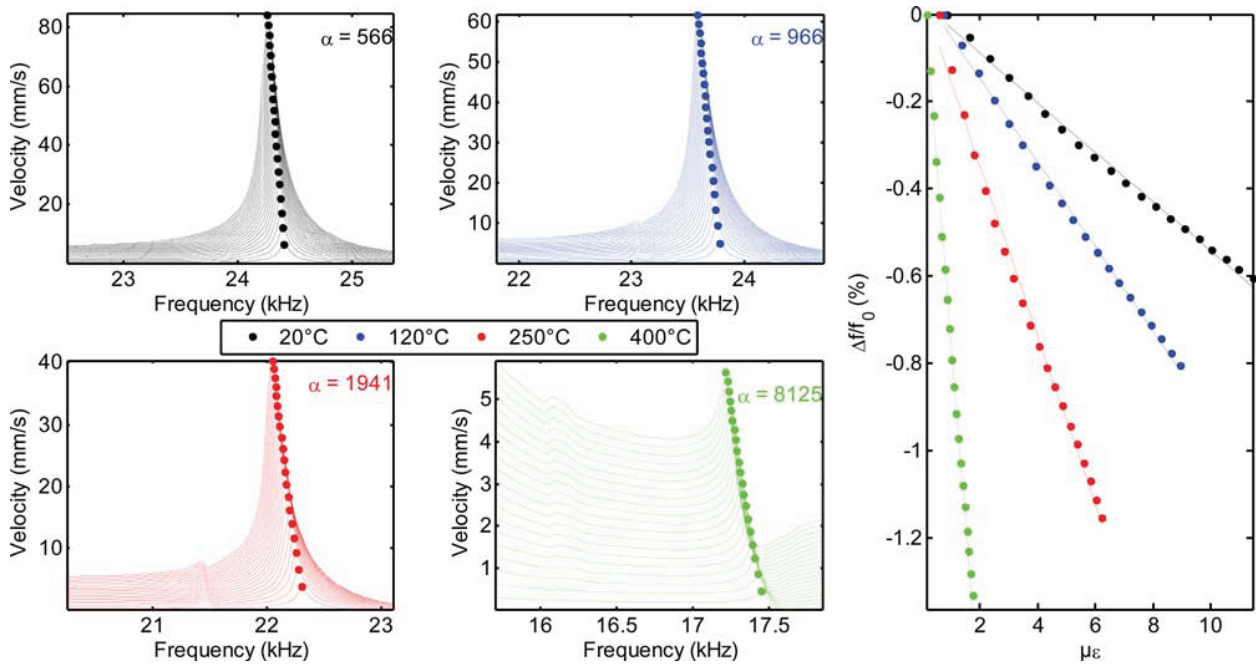 80
60
40
20
Velocity (mm/s)
α = 566
23
24
25
Frequency (kHz)
60
50
40
30
20
10
Velocity (mm/s)
α = 966
22
23
24
Frequency (kHz)
20°C 120°C 250°C 400°C
40
30
20
10
Velocity (mm/s)
α = 1941
21
22
23
Frequency (kHz)
5
4
3
2
1
Velocity (mm/s)
α = 8125
16
16.5
17
17.5
Frequency (kHz)
0
-0.2
-0.4
-0.6
-0.8
-1
-1.2
Δf/f0 (%)
2
4
6
8
10
με